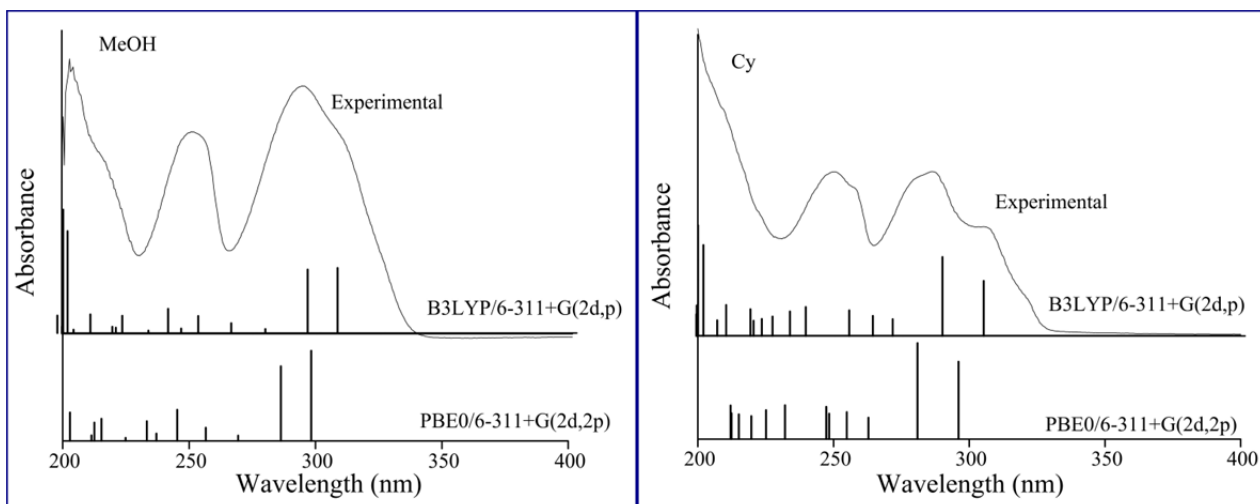 MeOH
Experimental
Absorbance
B3LYP/6-311+G(2d,p)
PBE0/6-311+G(2d,2p)
200 250 300 350 400
Wavelength (nm)
Cy
Experimental
Absorbance
B3LYP/6-311+G(2d,p)
PBE0/6-311+G(2d,2p)
200 250 300 350 400
Wavelength (nm)